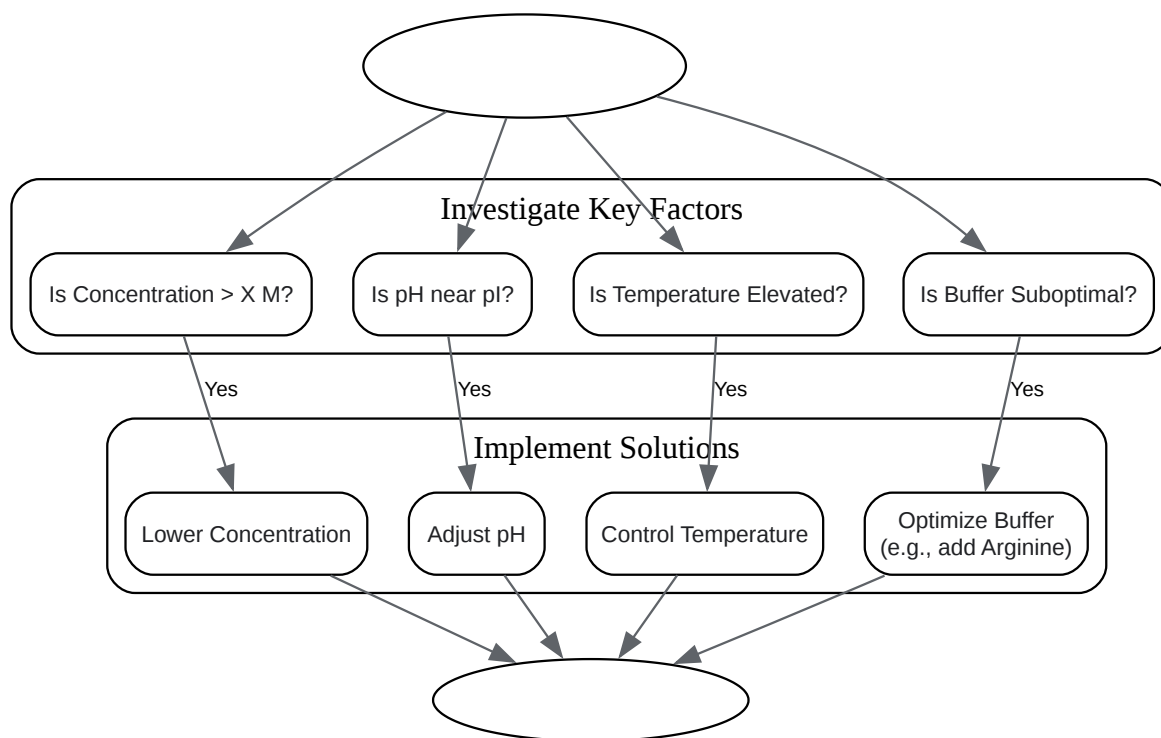 Investigate Key Factors
Is Concentration > X M?
Is pH near pI?
Is Temperature Elevated?
Is Buffer Suboptimal?
Yes
Yes
Yes
Yes
Implement Solutions
Lower Concentration
Adjust pH
Control Temperature
Optimize Buffer
(e.g., add Arginine)